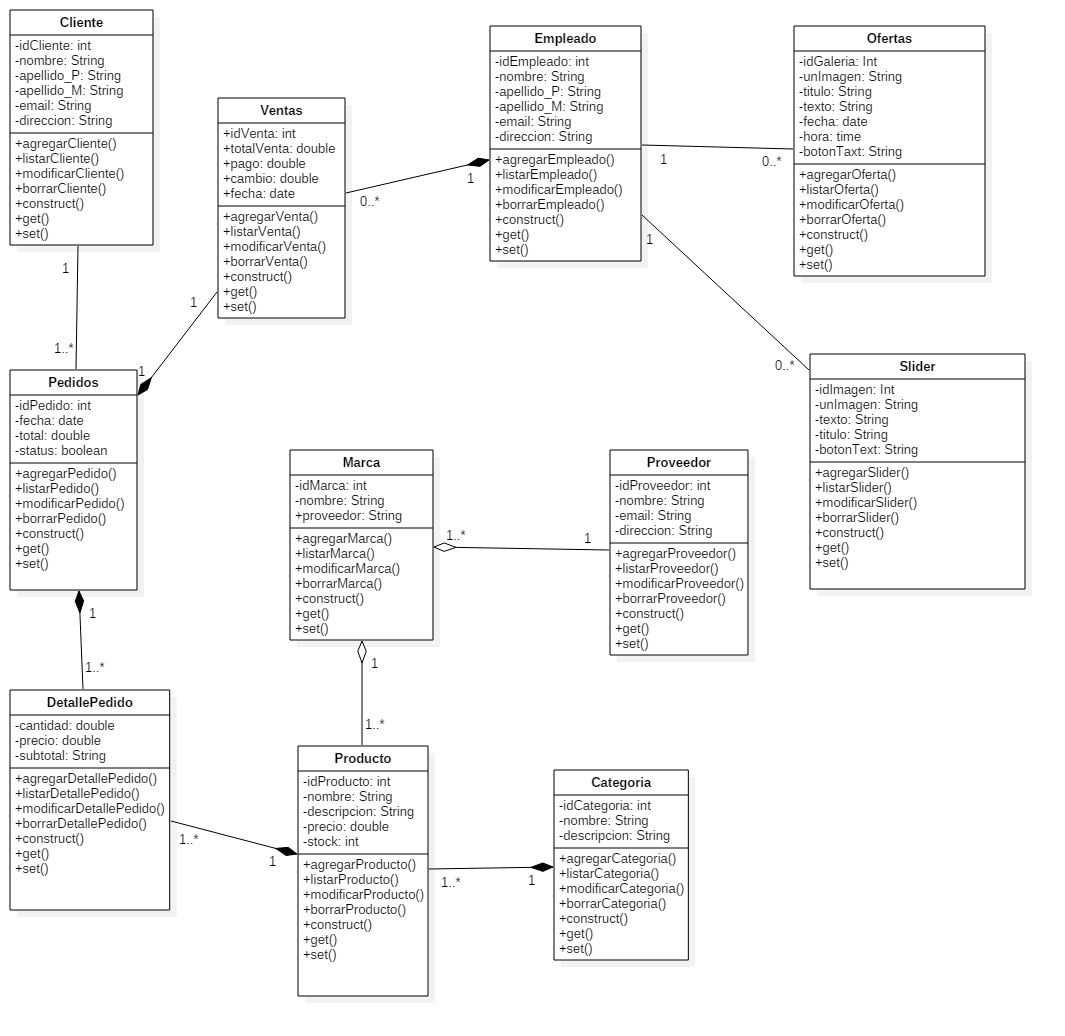 Cliente
-idCliente: int
-nombre: String
-apellido_P: String
-apellido_M: String
-email: String
-direccion: String
+agregarCliente()
+listarCliente()
+modificarCliente()
+borrarCliente()
+construct()
+get()
+set()
1
1..*
Ventas
+idVenta: int
+totalVenta: double
+pago: double
+cambio: double
+fecha: date
+agregarVenta()
+listarVenta()
+modificarVenta()
+borrarVenta()
+construct()
+get()
+set()
1
1
0..*
1
Empleado
-idEmpleado: int
-nombre: String
-apellido_P: String
-apellido_M: String
-email: String
-direccion: String
+agregarEmpleado()
+listarEmpleado()
+modificarEmpleado()
+borrarEmpleado()
+construct()
+get()
+set()
1
0..*
1
0..*
Ofertas
-idGaleria: Int
-unImagen: String
-titulo: String
-texto: String
-fecha: date
-hora: time
-botonTaxt: String
+agregarOferta()
+listarOferta()
+modificarOferta()
+borrarOferta()
+construct()
+get()
+set()
Pedidos
-idPedido: int
-fecha: date
-total: double
-status: boolean
+agregarPedido()
+listarPedido()
+modificarPedido()
+borrarPedido()
+construct()
+get()
+set()
1
1..*
Marca
-idMarca: int
-nombre: String
+proveedor: String
+agregarMarca()
+listarMarca()
+modificarMarca()
+borrarMarca()
+construct()
+get()
+set()
1..*
1
1
1..*
Proveedor
-idProveedor: int
-nombre: String
-email: String
-direccion: String
+agregarProveedor()
+listarProveedor()
+modificarProveedor()
+borrarProveedor()
+construct()
+get()
+set()
Slider
-idImagen: Int
-unImagen: String
-texto: String
-titulo: String
-botonText: String
+agregarSlider()
+listarSlider()
+modificarSlider()
+borrarSlider()
+construct()
+get()
+set()
DetallePedido
-cantidad: double
-precio: double
-subtotal: String
+agregarDetallePedido()
+listarDetallePedido()
+modificarDetallePedido()
+borrarDetallePedido()
+construct()
+get()
+set()
1..*
1
Producto
-idProducto: int
-nombre: String
-descripcion: String
-precio: double
-stock: int
+agregarProducto()
+listarProducto()
+modificarProducto()
+borrarProducto()
+construct()
+get()
+set()
1..*
1
Categoria
-idCategoria: int
-nombre: String
-descripcion: String
+agregarCategoria()
+listarCategoria()
+modificarCategoria()
+borrarCategoria()
+construct()
+get()
+set()